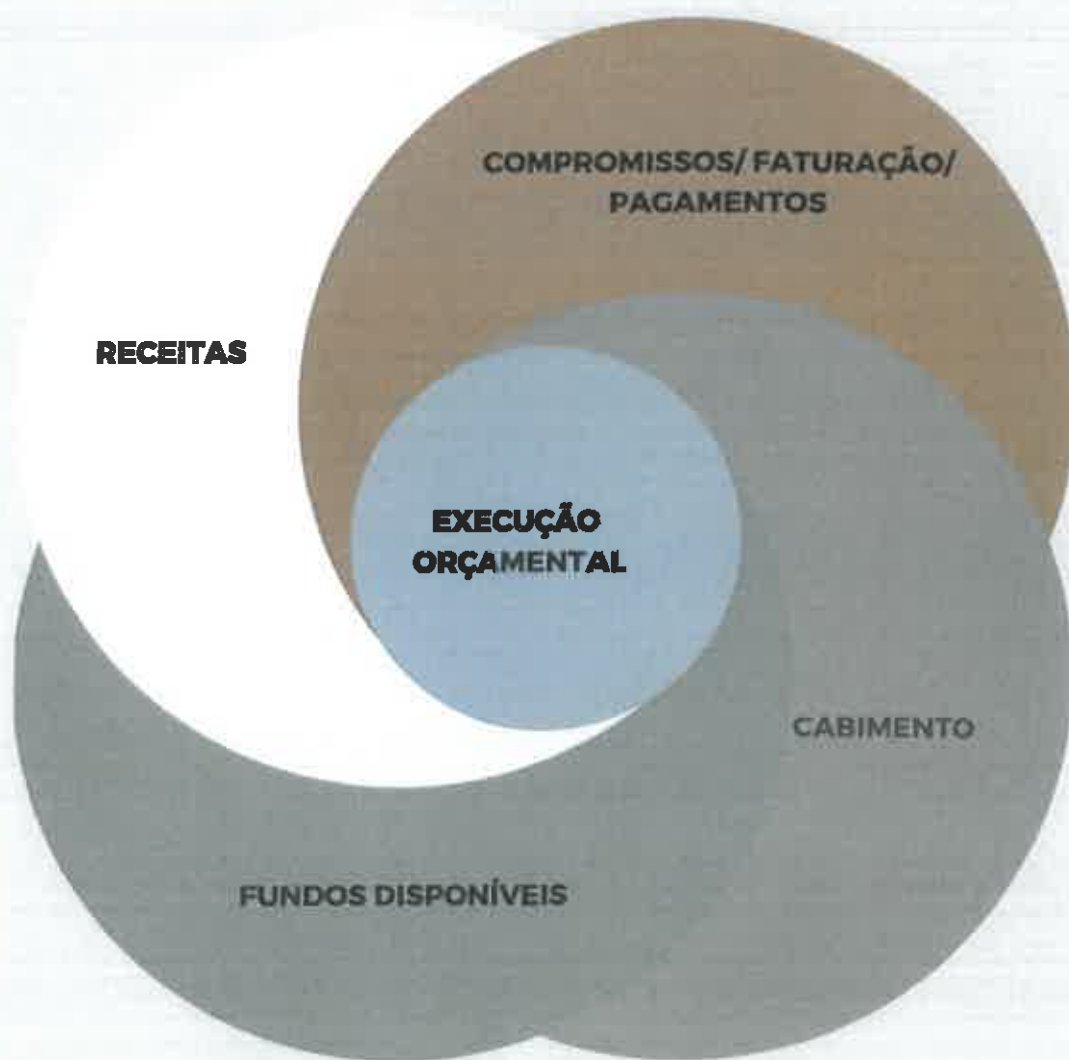 COMPROMISSOS/ FATURAÇÃO/
PAGAMENTOS
RECEITAS
EXECUÇÃO
ORÇAMENTAL
CABIMENTO
FUNDOS DISPONÍVEIS